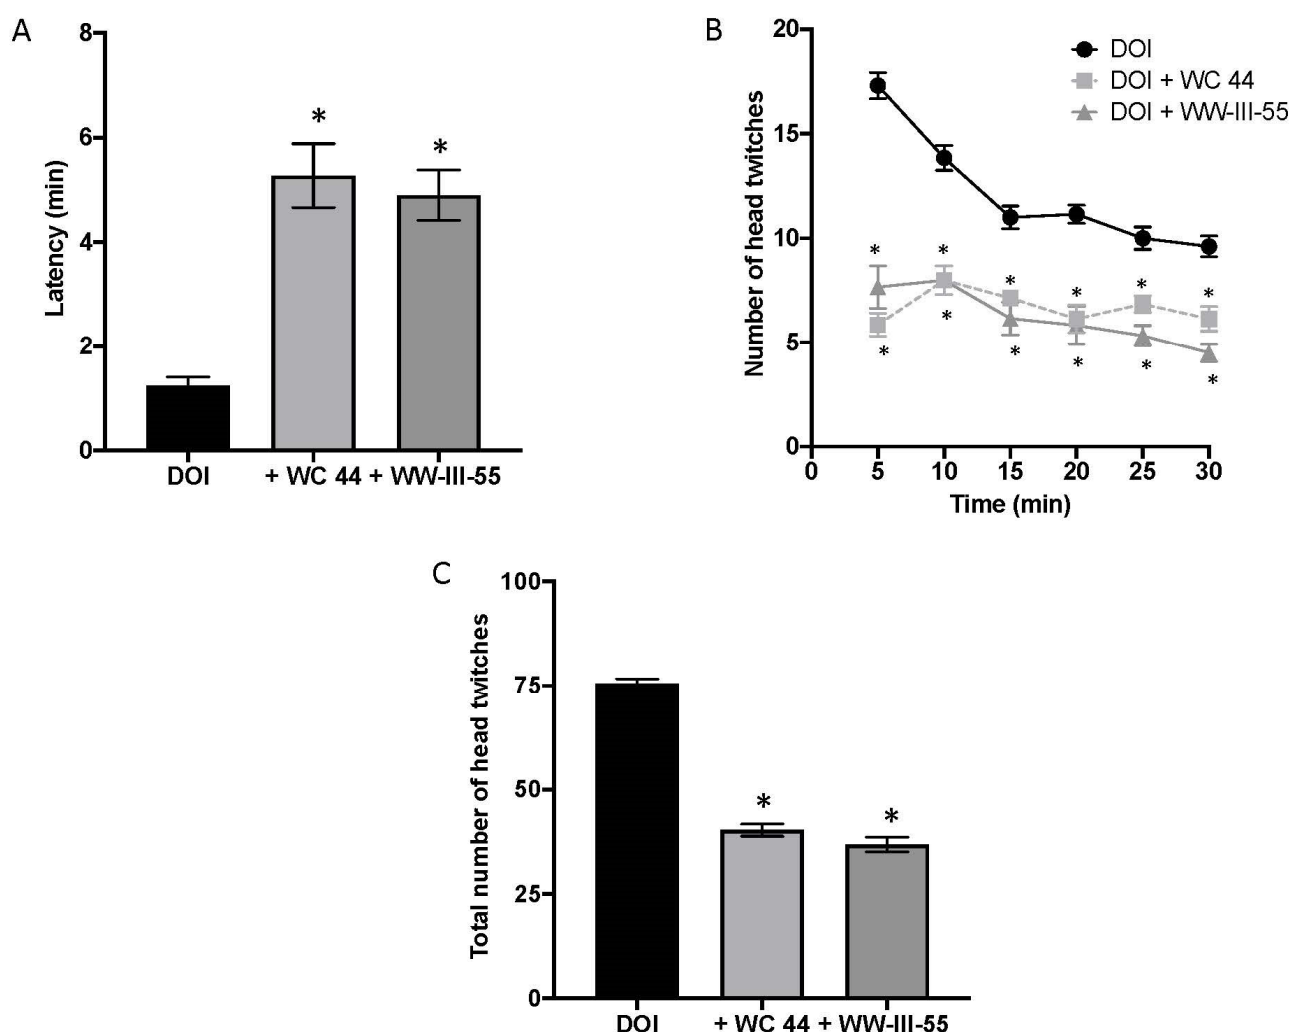 A
8
6
4
2
0
Latency (min)
*
*
DOI
+ WC 44
+ WW-III-55
B
20
15
10
5
0
Number of head twitches
DOI
DOI + WC 44
DOI + WW-III-55
* * * * * *
* * * * * *
0 5 10 15 20 25 30
Time (min)
C
100
75
50
25
0
Total number of head twitches
*
*
DOI
+ WC 44
+ WW-III-55